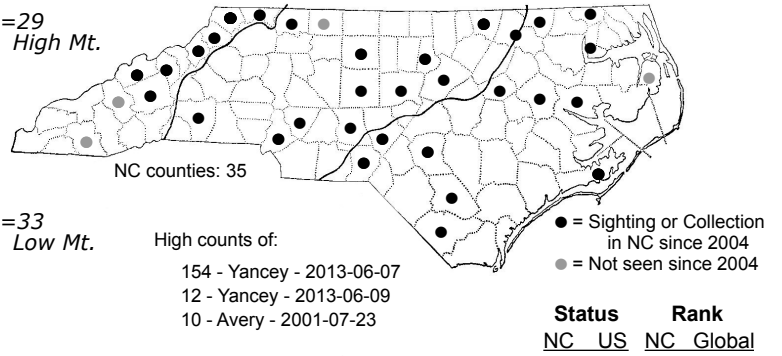 =29
High Mt.
NC counties: 35
=33
Low Mt.
High counts of:
154 - Yancey - 2013-06-07
12 - Yancey - 2013-06-09
10 - Avery - 2001-07-23
= Sighting or Collection
in NC since 2004
= Not seen since 2004
Status Rank
NC US NC Global